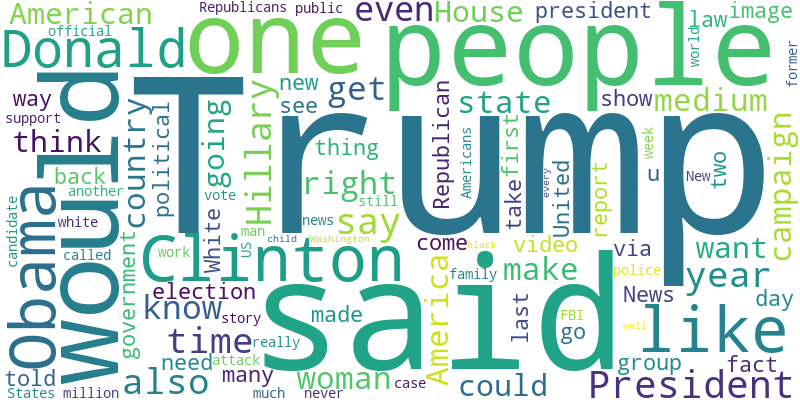 American
Republicans
public
even
House
president
law
image
official
Donald
one
people
world
former
way
new
get
see
state
show
medium
support
would
Trump
think
country
political
going
Hillary
thing
Republican
Americans
first
week
two
campaign
back
another
right
take
every
United
report
New
u
vote
still
candidate
Obama
white
White
man
news
say
called
work
US
child
Washington
come
black
video
via
want
government
Clinton
family
make
police
year
know
election
story
time
really
said
America
last
FBI
go
News
well
like
day
made
told
also
need
attack
many
woman
could
group
fact
States
million
much
never
case
President